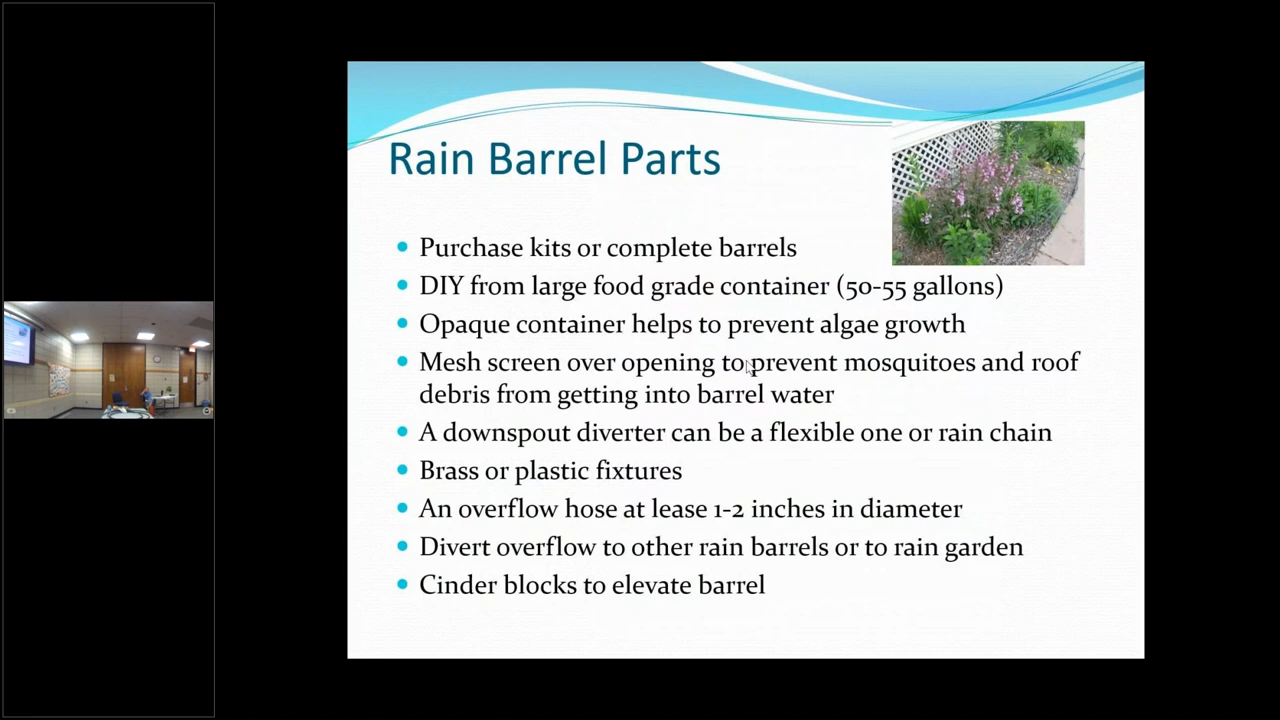 Rain Barrel Parts
Purchase kits or complete barrels
DIY from large food grade container (50-55 gallons)
Opaque container helps to prevent algae growth
Mesh screen over opening to prevent mosquitoes and roof
debris from getting into barrel water
A downspout diverter can be a flexible one or rain chain
Brass or plastic fixtures
An overflow hose at lease 1-2 inches in diameter
Divert overflow to other rain barrels or to rain garden
Cinder blocks to elevate barrel